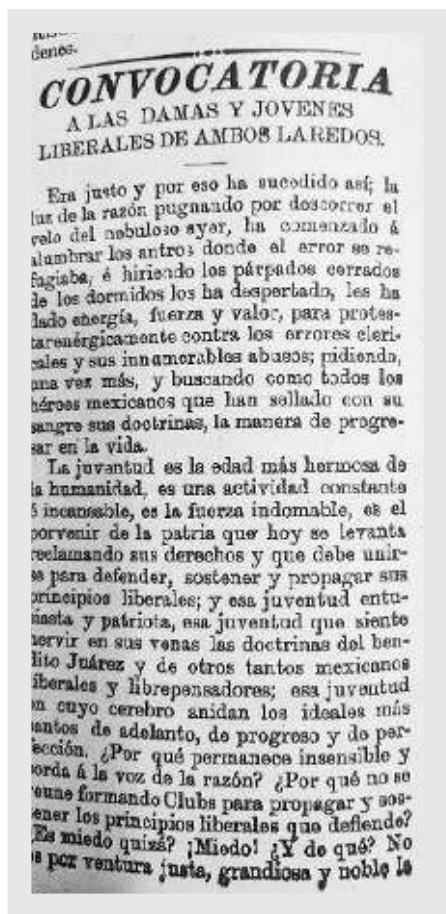 denes.
CONVOCATORIA
A LAS DAMAS Y JOVENES
LIBERALES DE AMBOS LAREDOS.
Era justo y por eso ha sucedido así; la
luz de la razón pugnando por descorrer el
velo del nebuloso ayer, ha comenzado á
alumbrar los antros donde el error se re-
fugiaba, é hiriendo los párpados cerrados
de los dormidos los ha despertado, les ha
dado energía, fuerza y valor, para protes-
tarenérgicamente contra los errores cleri-
cales y sus innumerables abusos; pidiendo,
una vez más, y buscando como todos los
héroes mexicanos que han sellado con su
sangre sus doctrinas, la manera de progre-
sar en la vida.
La juventud es la edad más hermosa de
la humanidad, es una actividad constante
é incansable, es la fuerza indomable, es el
porvenir de la patria que hoy se levanta
reclamando sus derechos y que debe unir-
se para defender, sostener y propagar sus
principios liberales; y esa juventud entu-
siasta y patriota, esa juventud que siente
hervir en sus venas las doctrinas del ben-
dito Juárez y de otros tantos mexicanos
liberales y librepensadores; esa juventud
en cuyo cerebro anidan los ideales más
santos de adelanto, de progreso y de per-
fección. ¿Por qué permanece insensible y
sorda á la voz de la razón? ¿Por qué no se
reune formando Clubs para propagar y sos-
tener los principios liberales que defiende?
¿Es miedo quizá? ¡Miedo! ¿Y de qué? No
es por ventura justa, grandiosa y noble la